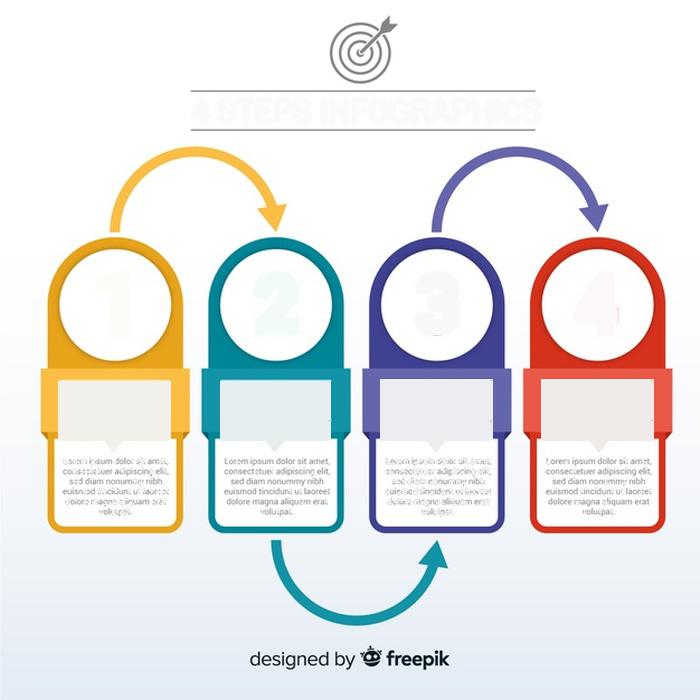 4 STEPS INFOGRAPHICS
1
2
3
4
Lorem ipsum dolor sit amet,
consectetuer adipiscing elit,
sed diam nonummy nibh
euismod tincidunt ut laoreet
dolore magna aliquam erat
volutpat.
Lorem ipsum dolor sit amet,
consectetuer adipiscing elit,
sed diam nonummy nibh
euismod tincidunt ut laoreet
dolore magna aliquam erat
volutpat.
Lorem ipsum dolor sit amet,
consectetuer adipiscing elit,
sed diam nonummy nibh
euismod tincidunt ut laoreet
dolore magna aliquam erat
volutpat.
Lorem ipsum dolor sit amet,
consectetuer adipiscing elit,
sed diam nonummy nibh
euismod tincidunt ut laoreet
dolore magna aliquam erat
volutpat.
designed by freepik